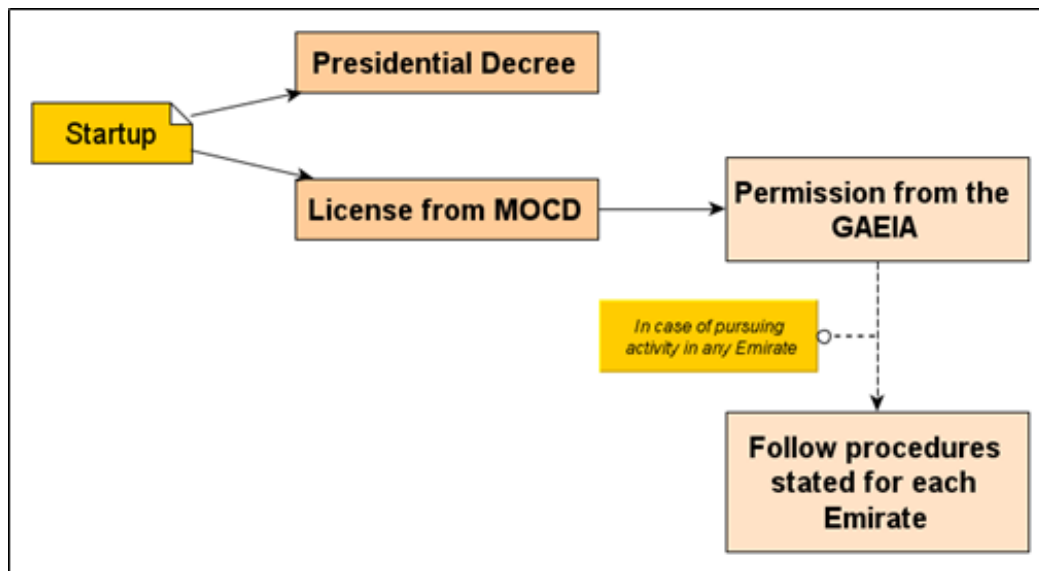 Presidential Decree
Startup
License from MOCD
Permission from the
GAEIA
In case of pursuing
activity in any Emirate
Follow procedures
stated for each
Emirate